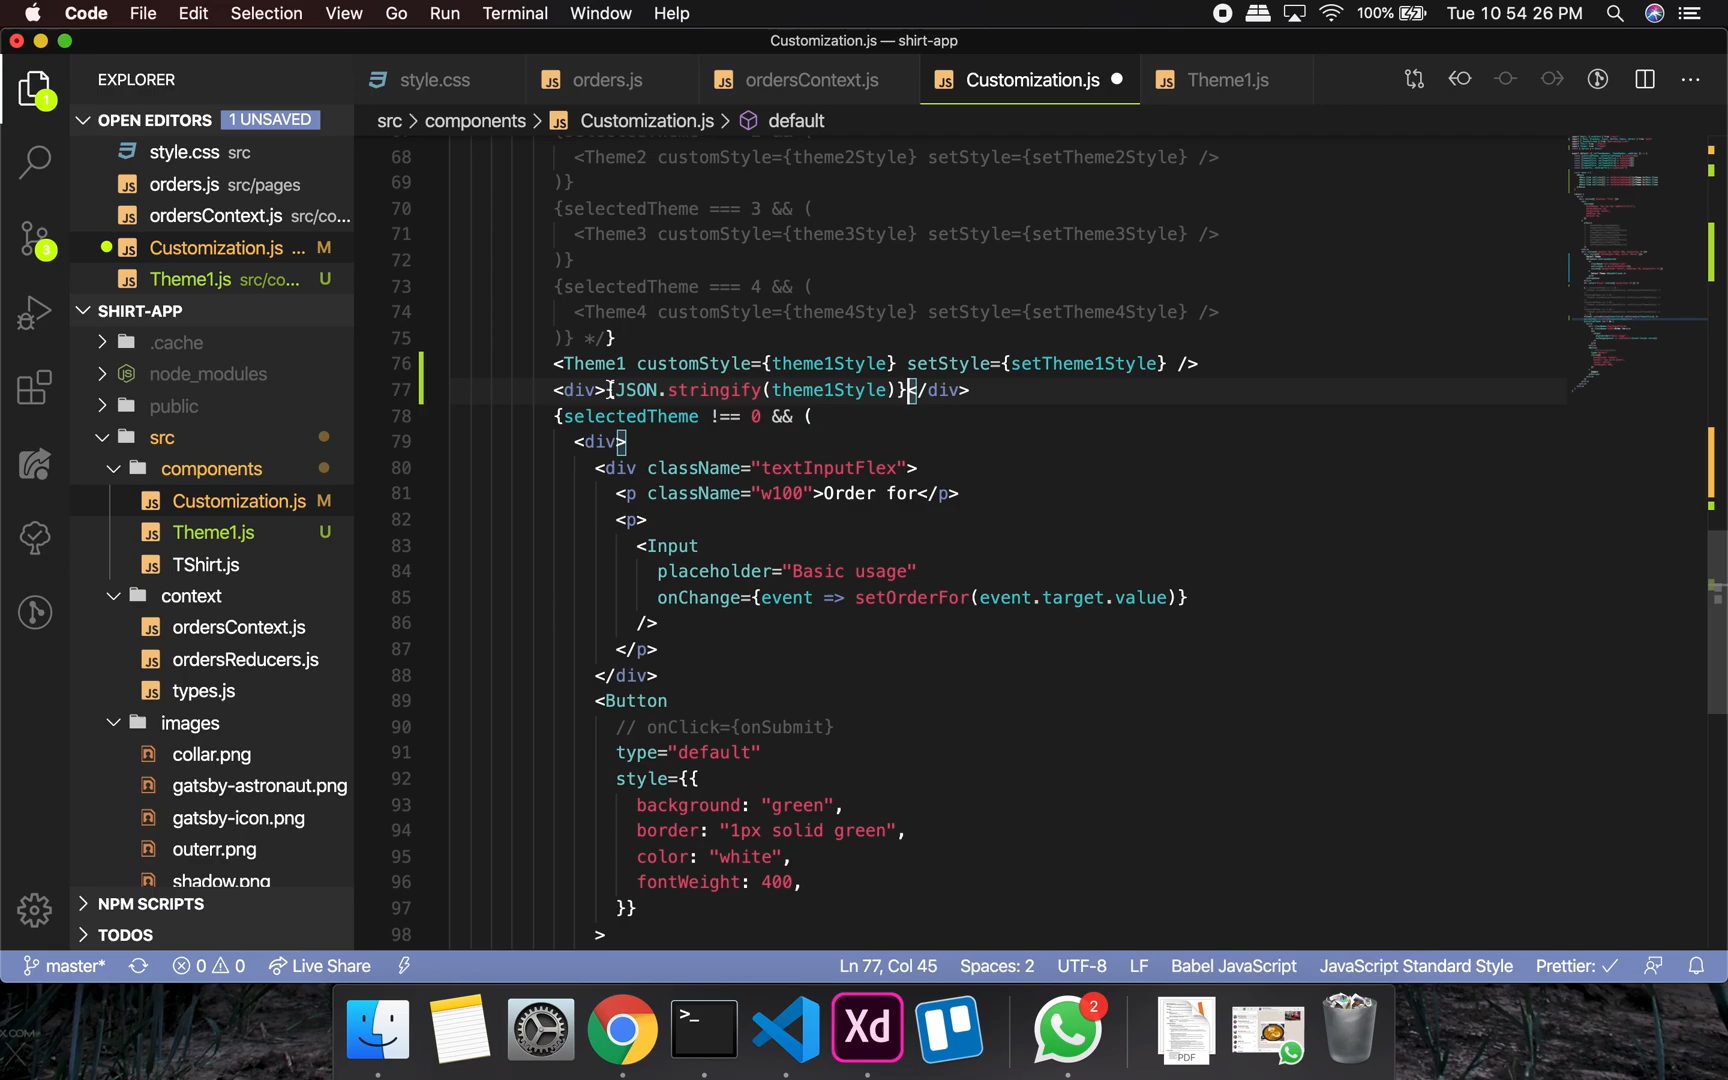 Code File Edit Selection View Go Run Terminal Window Help 100% Tue 10 54 26 PM
Customization.js — shirt-app
EXPLORER
style.css
orders.js
ordersContext.js
Customization.js
Theme1.js
OPEN EDITORS 1 UNSAVED
src > components > Customization.js > default
style.css src
orders.js src/pages
ordersContext.js src/co...
Customization.js ... M
Theme1.js src/co... U
SHIRT-APP
.cache
node_modules
public
src
components
Customization.js M
Theme1.js U
TShirt.js
context
ordersContext.js
ordersReducers.js
types.js
images
collar.png
gatsby-astronaut.png
gatsby-icon.png
outerr.png
shadow.png
NPM SCRIPTS
TODOS
1
3
68 <Theme2 customStyle={theme2Style} setStyle={setTheme2Style} />
69 )}
70 {selectedTheme === 3 && (
71 <Theme3 customStyle={theme3Style} setStyle={setTheme3Style} />
72 )}
73 {selectedTheme === 4 && (
74 <Theme4 customStyle={theme4Style} setStyle={setTheme4Style} />
75 )} */}
76 <Theme1 customStyle={theme1Style} setStyle={setTheme1Style} />
77 <div>{JSON.stringify(theme1Style)}</div>
78 {selectedTheme !== 0 && (
79 <div>
80 <div className="textInputFlex">
81 <p className="w100">Order for</p>
82 <p>
83 <Input
84 placeholder="Basic usage"
85 onChange={event => setOrderFor(event.target.value)}
86 />
87 </p>
88 </div>
89 <Button
90 // onClick={onSubmit}
91 type="default"
92 style={{
93 background: "green",
94 border: "1px solid green",
95 color: "white",
96 fontWeight: 400,
97 }}
98 >
master* 0 0 Live Share Ln 77, Col 45 Spaces: 2 UTF-8 LF Babel JavaScript JavaScript Standard Style Prettier: ✓
>_
Xd
2
PDF